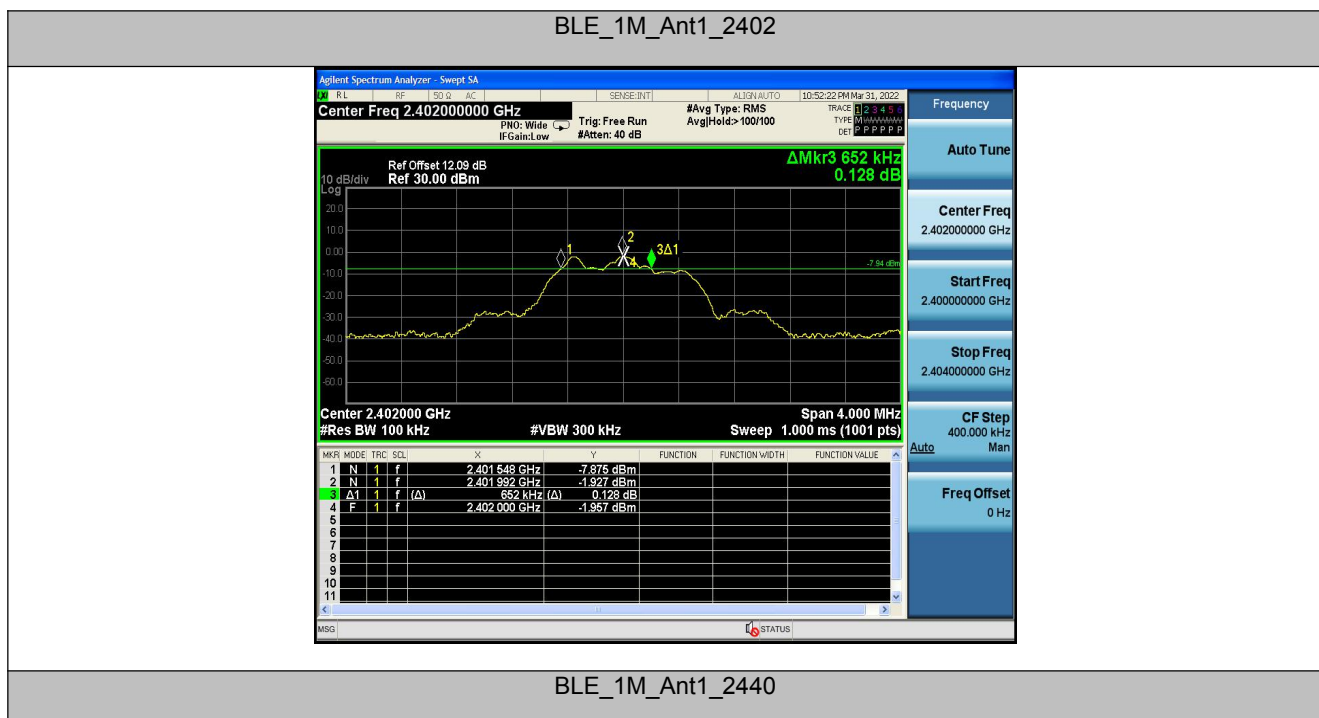 BLE_1M_Ant1_2402
Agilent Spectrum Analyzer - Swept SA
LXI RL RF 50 Ω AC SENSE:INT ALIGN AUTO 10:52:22 PM Mar 31, 2022
Center Freq 2.402000000 GHz
PNO: Wide
IFGain:Low
Trig: Free Run
#Atten: 40 dB
#Avg Type: RMS
Avg|Hold:>100/100
TRACE 1 2 3 4 5 6
TYPE MWWWWW
DET P P P P P P
Frequency
Auto Tune
Center Freq
2.402000000 GHz
Start Freq
2.400000000 GHz
Stop Freq
2.404000000 GHz
CF Step
400.000 kHz
Auto Man
Freq Offset
0 Hz
ΔMkr3 652 kHz
0.128 dB
Ref Offset 12.09 dB
10 dB/div Ref 30.00 dBm
Log
20.0
10.0
0.00
-10.0
-20.0
-30.0
-40.0
-50.0
-60.0
1
2
3Δ1
4
-7.94 dBm
Center 2.402000 GHz Span 4.000 MHz
#Res BW 100 kHz #VBW 300 kHz Sweep 1.000 ms (1001 pts)
MKR MODE TRC SCL X Y FUNCTION FUNCTION WIDTH FUNCTION VALUE
1 N 1 f 2.401 548 GHz -7.875 dBm
2 N 1 f 2.401 992 GHz -1.927 dBm
3 Δ1 1 f (Δ) 652 kHz (Δ) 0.128 dB
4 F 1 f 2.402 000 GHz -1.957 dBm
5
6
7
8
9
10
11
MSG STATUS
BLE_1M_Ant1_2440